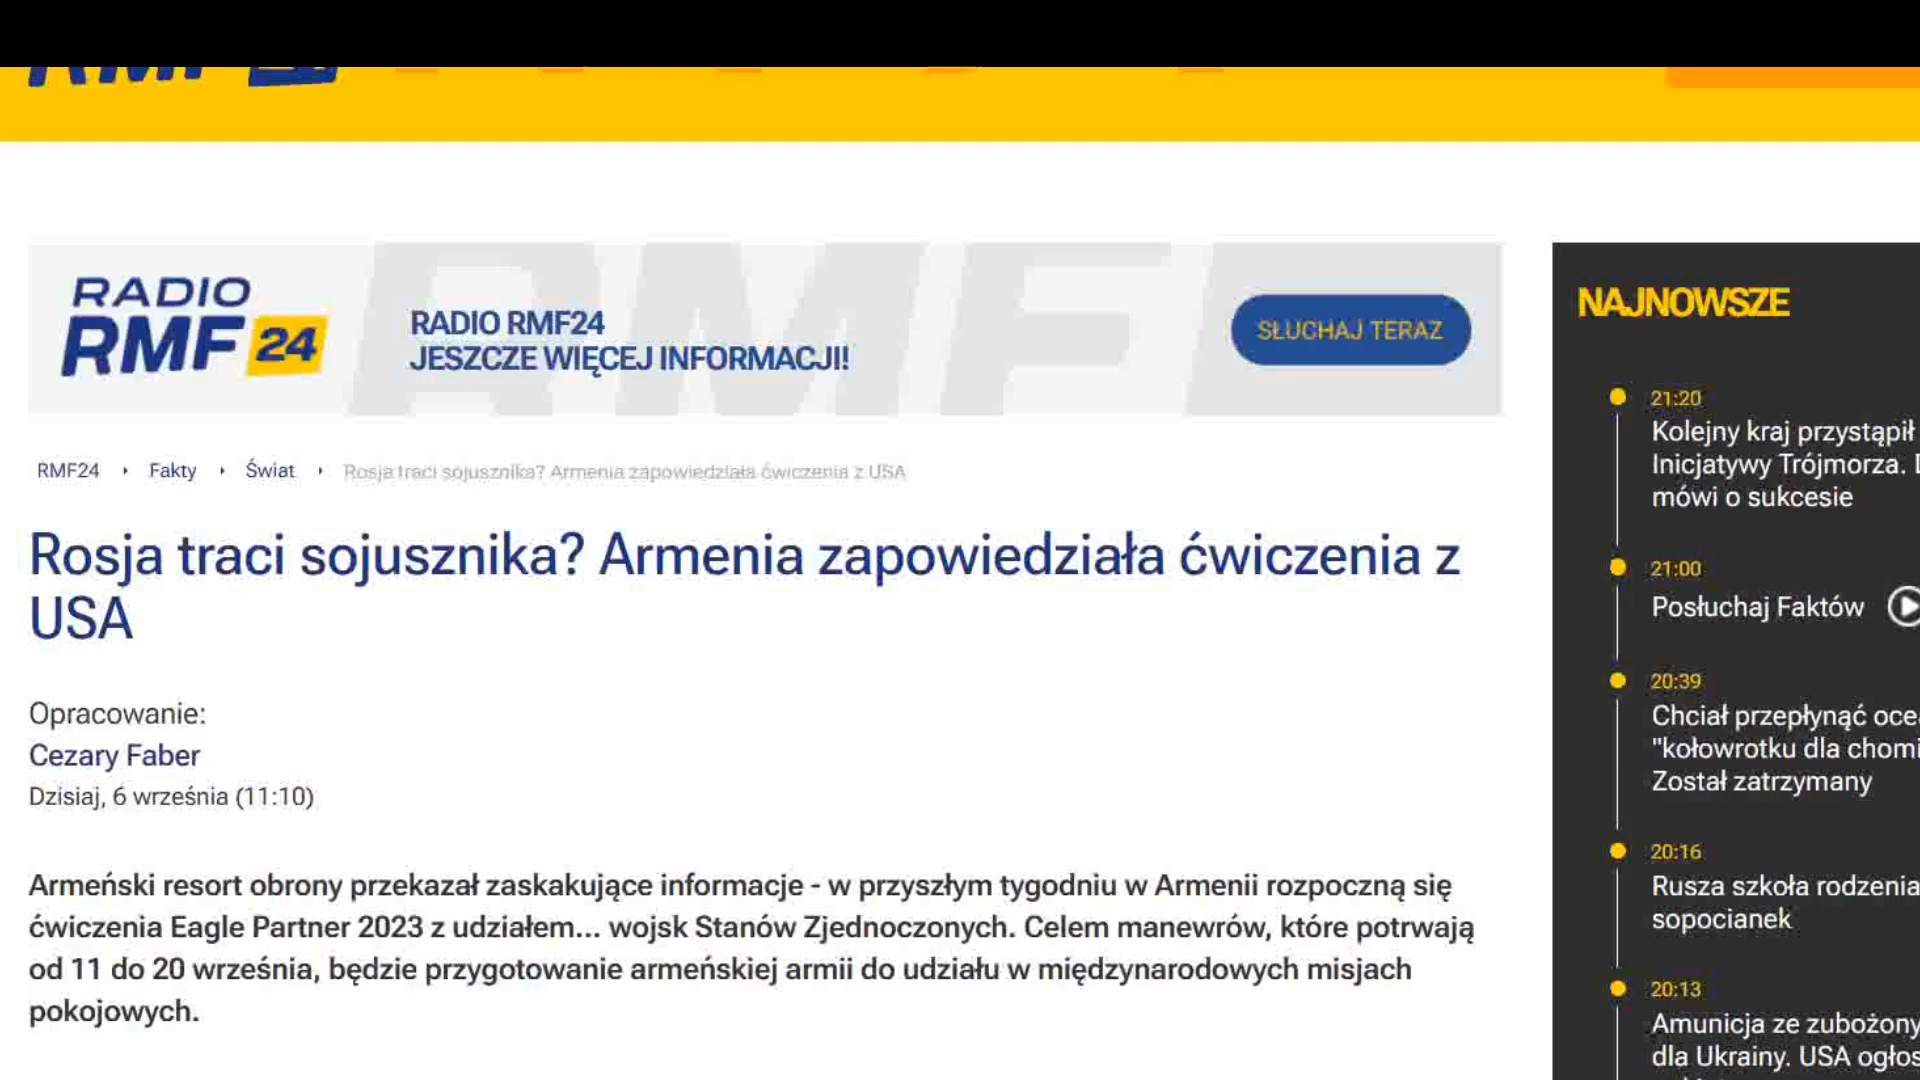 RADIO
RMF 24
RADIO RMF24
JESZCZE WIĘCEJ INFORMACJI!
SŁUCHAJ TERAZ
RMF24 Fakty Świat Rosja traci sojusznika? Armenia zapowiedziała ćwiczenia z USA
Rosja traci sojusznika? Armenia zapowiedziała ćwiczenia z
USA
Opracowanie:
Cezary Faber
Dzisiaj, 6 września (11:10)
Armeński resort obrony przekazał zaskakujące informacje - w przyszłym tygodniu w Armenii rozpoczną się
ćwiczenia Eagle Partner 2023 z udziałem... wojsk Stanów Zjednoczonych. Celem manewrów, które potrwają
od 11 do 20 września, będzie przygotowanie armeńskiej armii do udziału w międzynarodowych misjach
pokojowych.
NAJNOWSZE
21:20
Kolejny kraj przystąpił
Inicjatywy Trójmorza.
mówi o sukcesie
21:00
Posłuchaj Faktów
20:39
Chciał przepłynąć
"kołowrotku dla
Został zatrzymany
20:16
Rusza szkoła
sopocianek
20:13
Amunicja ze
dla Ukrainy. USA